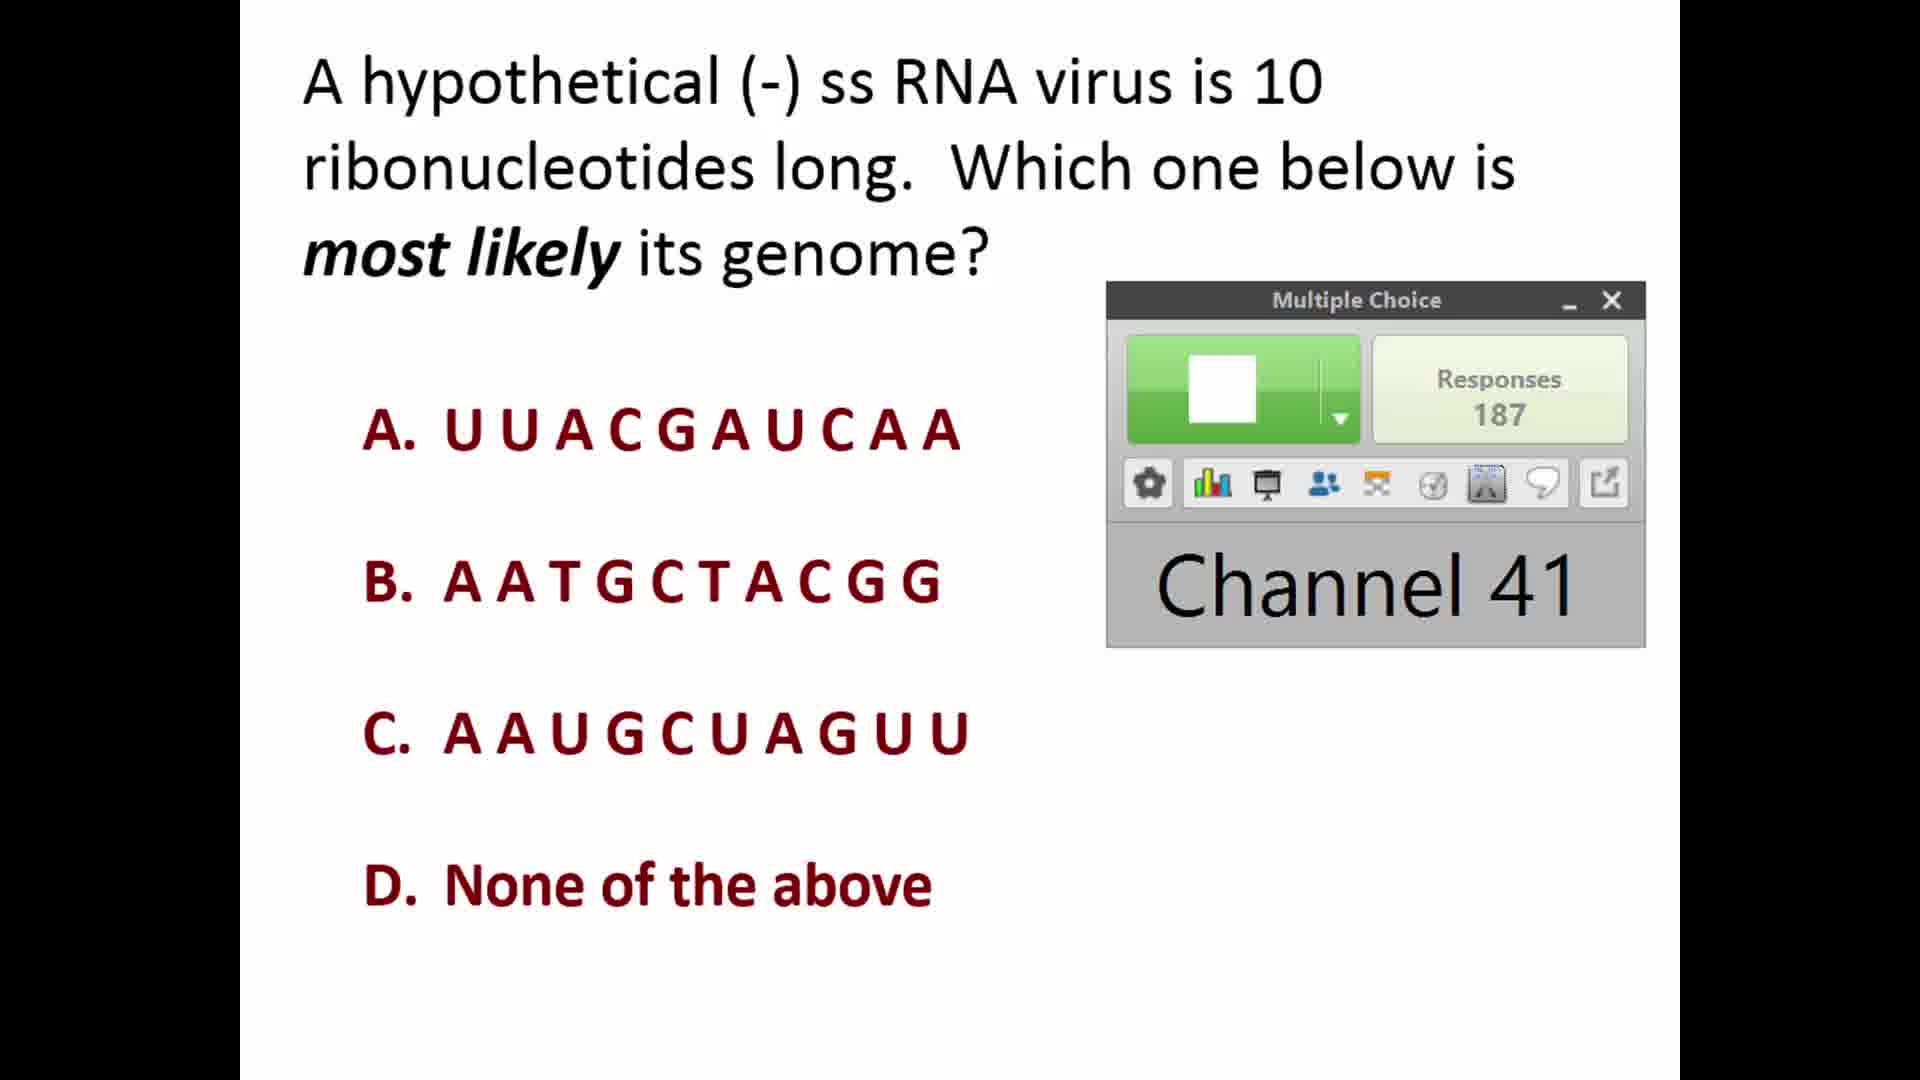 A hypothetical (-) ss RNA virus is 10
ribonucleotides long.  Which one below is
most likely its genome?
Multiple Choice
Responses
187
Channel 41
A. U U A C G A U C A A
B. A A T G C T A C G G
C. A A U G C U A G U U
D. None of the above